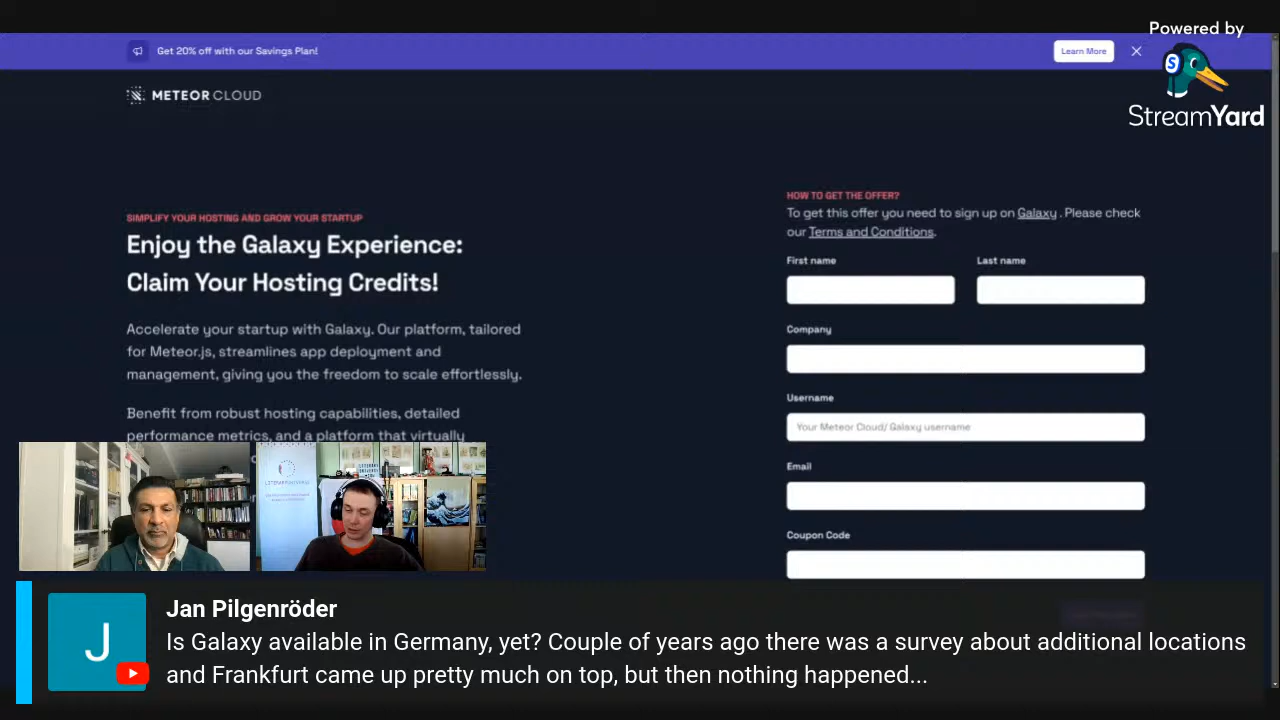 Powered by
StreamYard
Get 20% off with our Savings Plan!
Learn More
METEOR CLOUD
SIMPLIFY YOUR HOSTING AND GROW YOUR STARTUP
Enjoy the Galaxy Experience:
Claim Your Hosting Credits!
Accelerate your startup with Galaxy. Our platform, tailored
for Meteor.js, streamlines app deployment and
management, giving you the freedom to scale effortlessly.
Benefit from robust hosting capabilities, detailed
performance metrics, and a platform that virtually
HOW TO GET THE OFFER?
To get this offer you need to sign up on Galaxy . Please check
our Terms and Conditions.
First name
Last name
Company
Username
Your Meteor Cloud/ Galaxy username
Email
Coupon Code
J
Jan Pilgenröder
Is Galaxy available in Germany, yet? Couple of years ago there was a survey about additional locations
and Frankfurt came up pretty much on top, but then nothing happened...